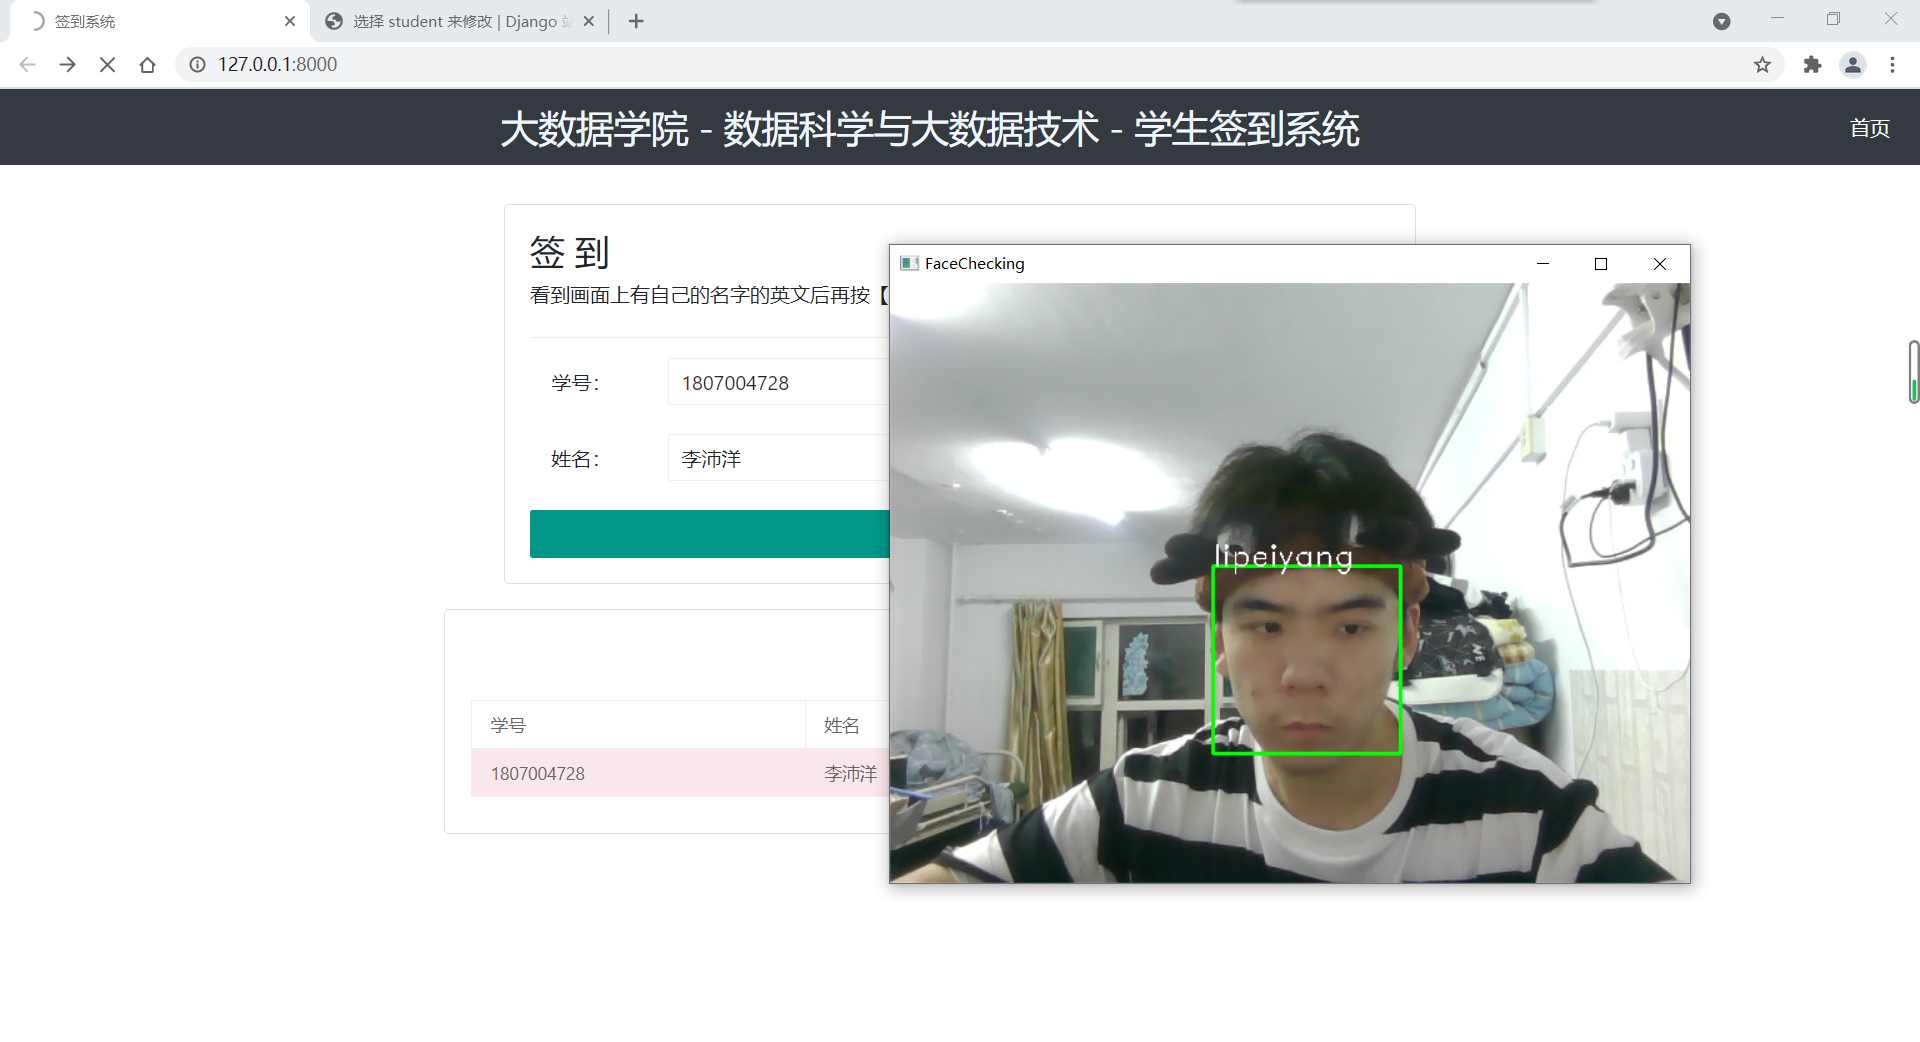 签到系统
选择 student 来修改 | Django
127.0.0.1:8000
大数据学院 - 数据科学与大数据技术 - 学生签到系统
首页
签 到
看到画面上有自己的名字的英文后再按【
学号：
1807004728
姓名：
李沛洋
学号
姓名
1807004728
李沛洋
FaceChecking
lipeiyang